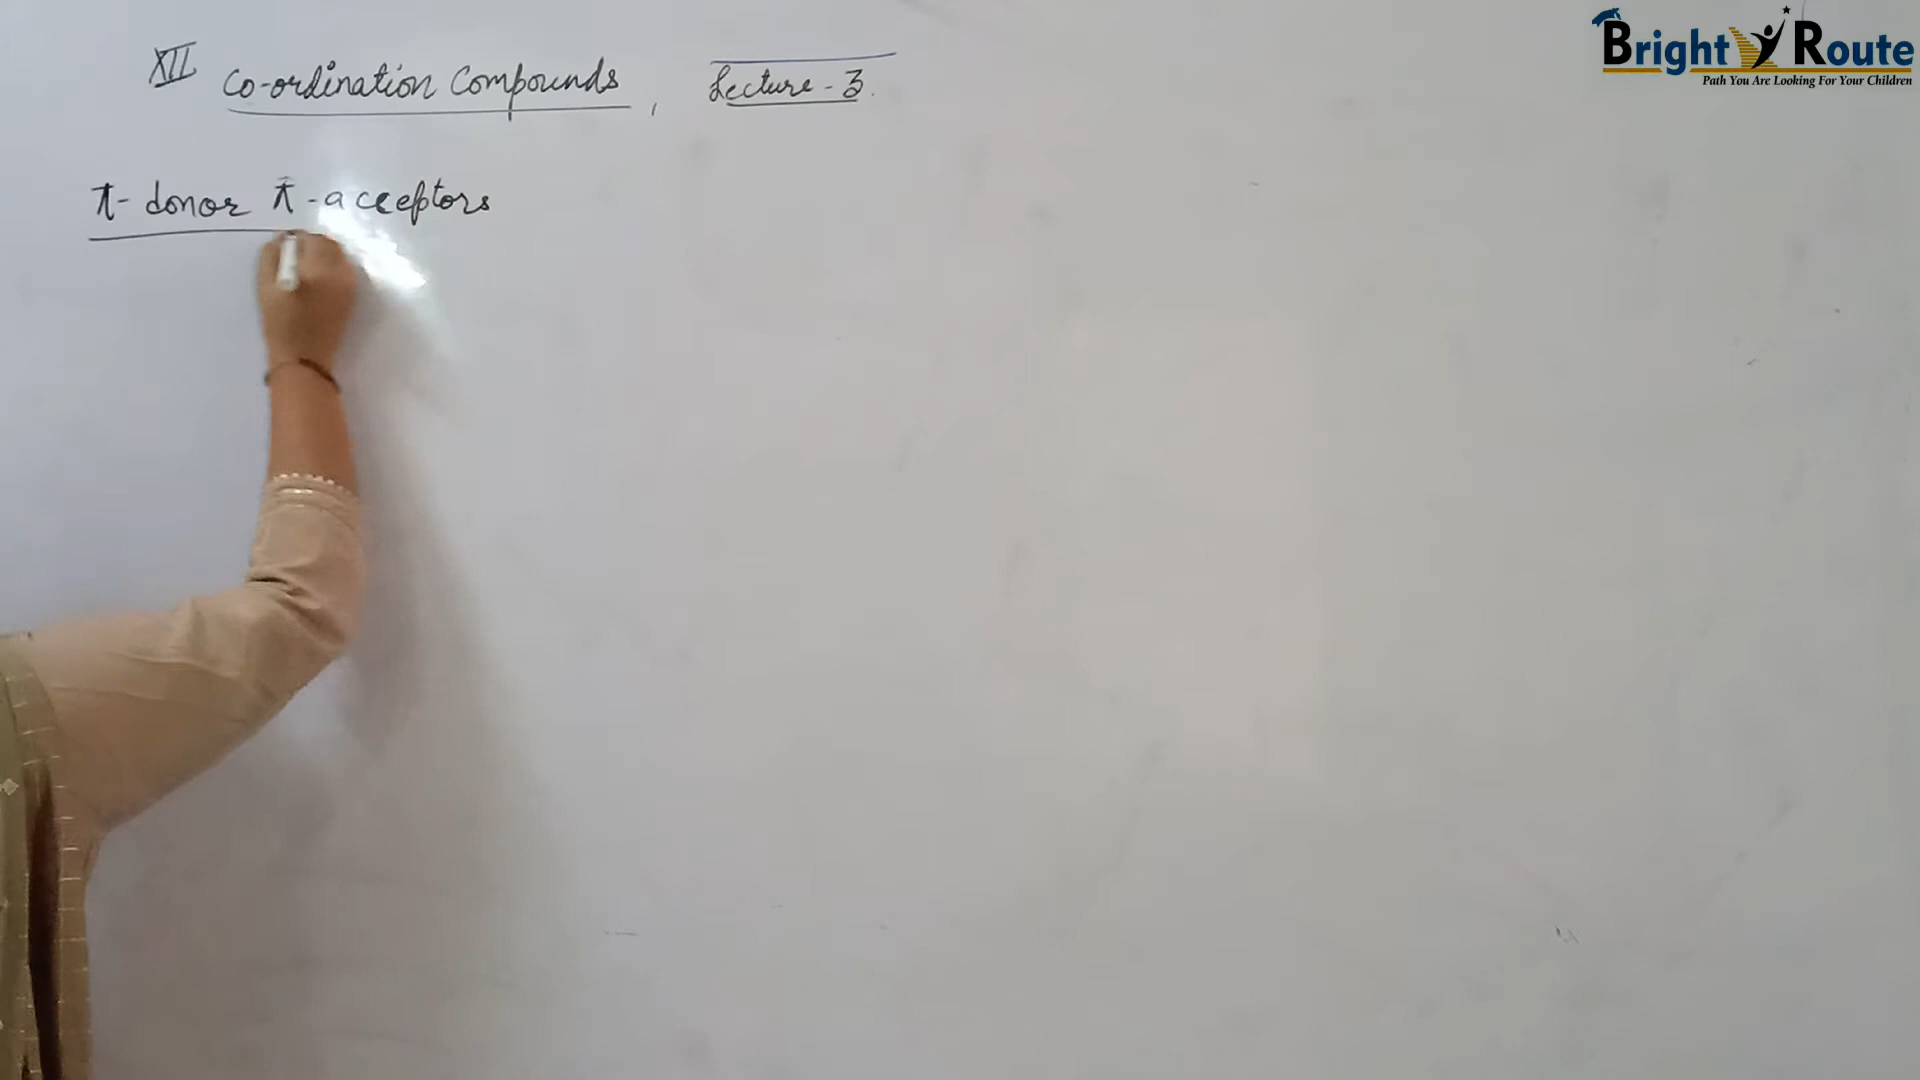 XII Co-ordination Compounds, Lecture - 3.
π- donor π - acceptors
Bright Route
Path You Are Looking For Your Children